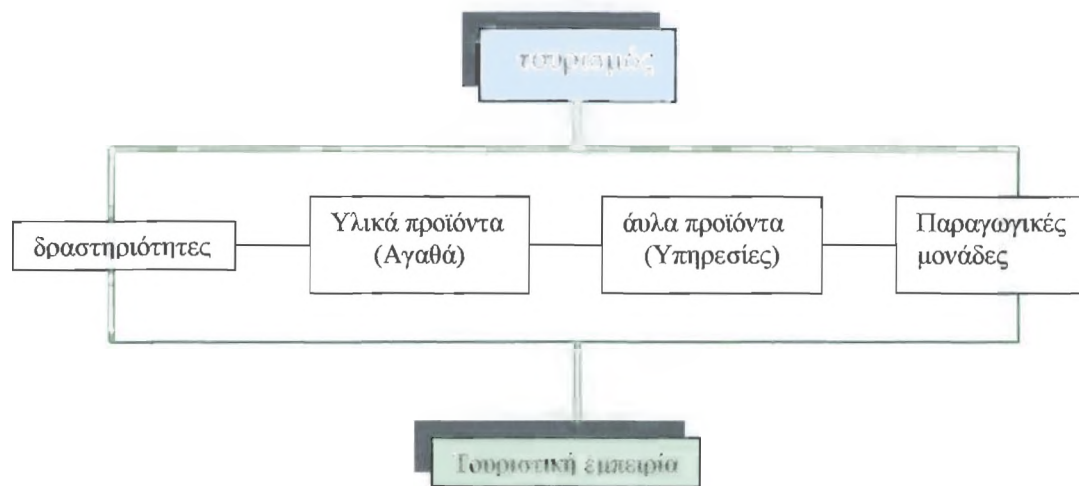 τουρισμός
δραστηριότητες
Υλικά προϊόντα
(Αγαθά)
άυλα προϊόντα
(Υπηρεσίες)
Παραγωγικές
μονάδες
Τουριστική εμπειρία